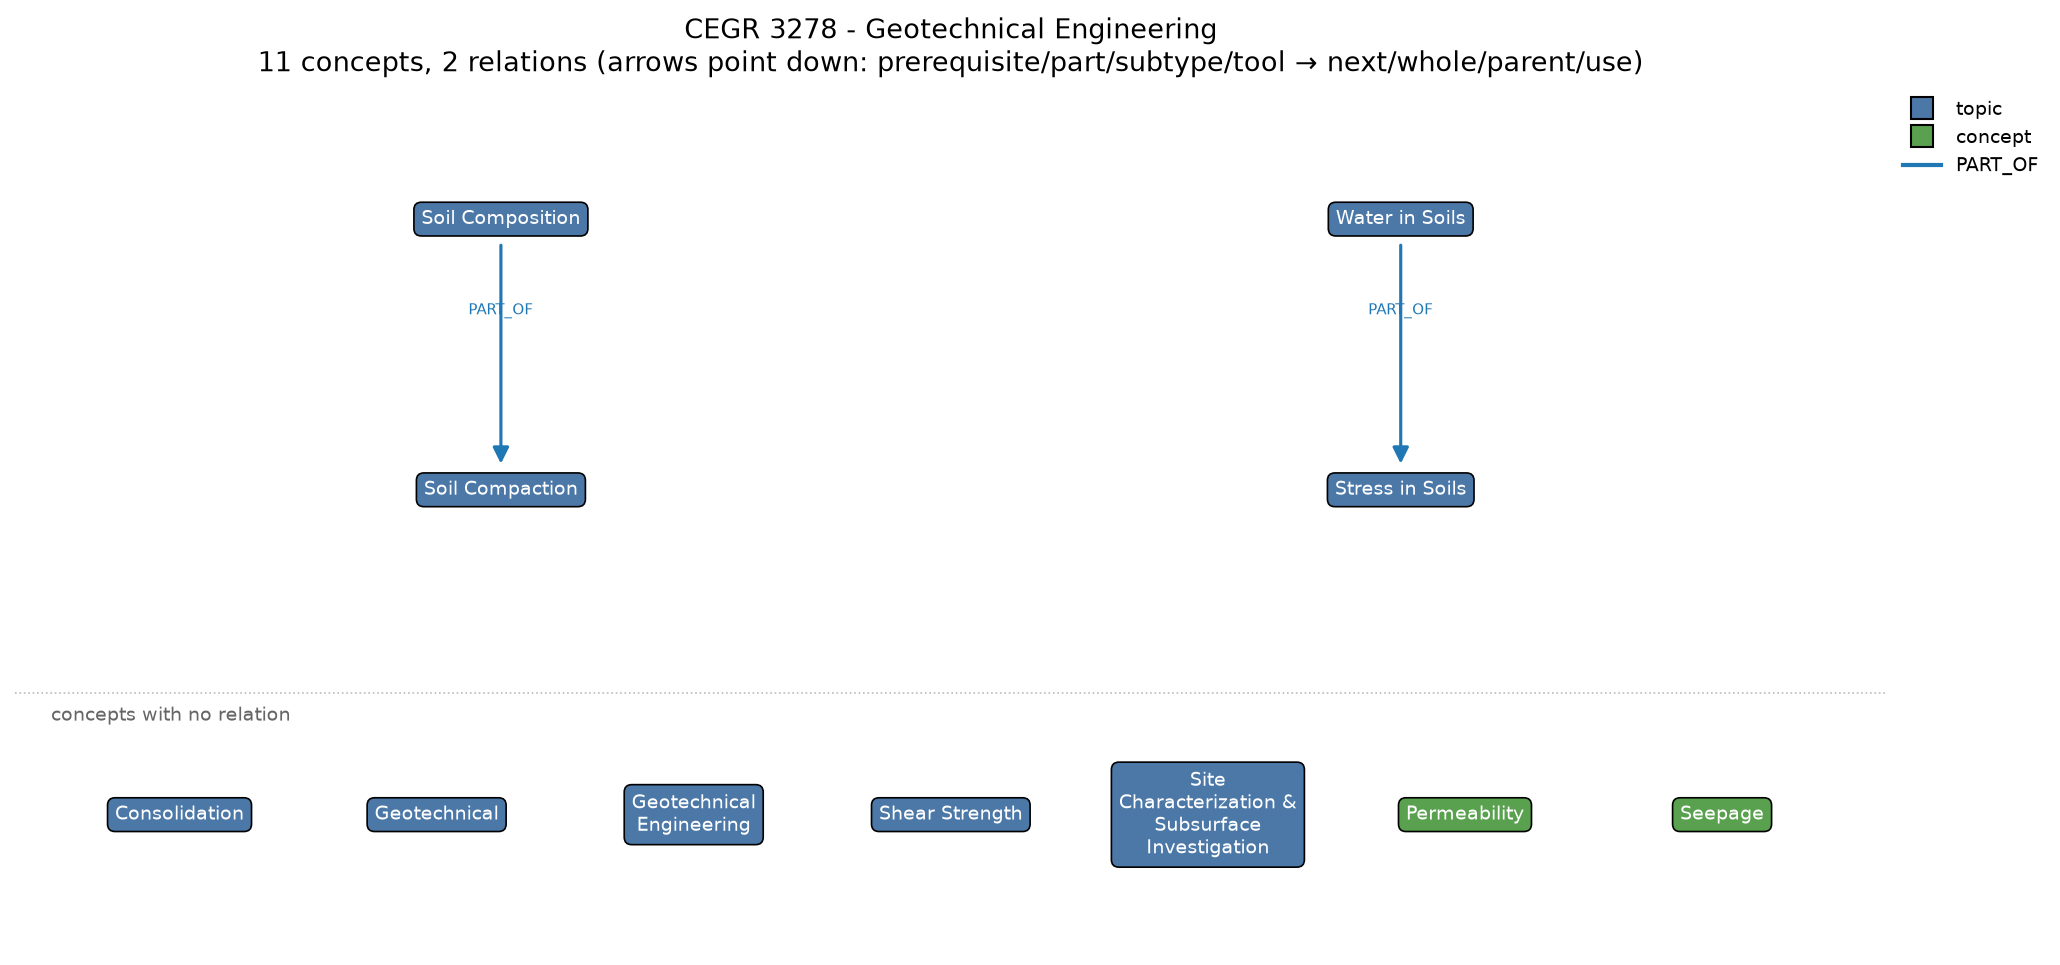 CEGR 3278 - Geotechnical Engineering
11 concepts, 2 relations (arrows point down: prerequisite/part/subtype/tool → next/whole/parent/use)
topic
concept
PART_OF
Soil Composition
Water in Soils
PART_OF
PART_OF
Soil Compaction
Stress in Soils
concepts with no relation
Consolidation
Geotechnical
Geotechnical
Engineering
Shear Strength
Site
Characterization &
Subsurface
Investigation
Permeability
Seepage